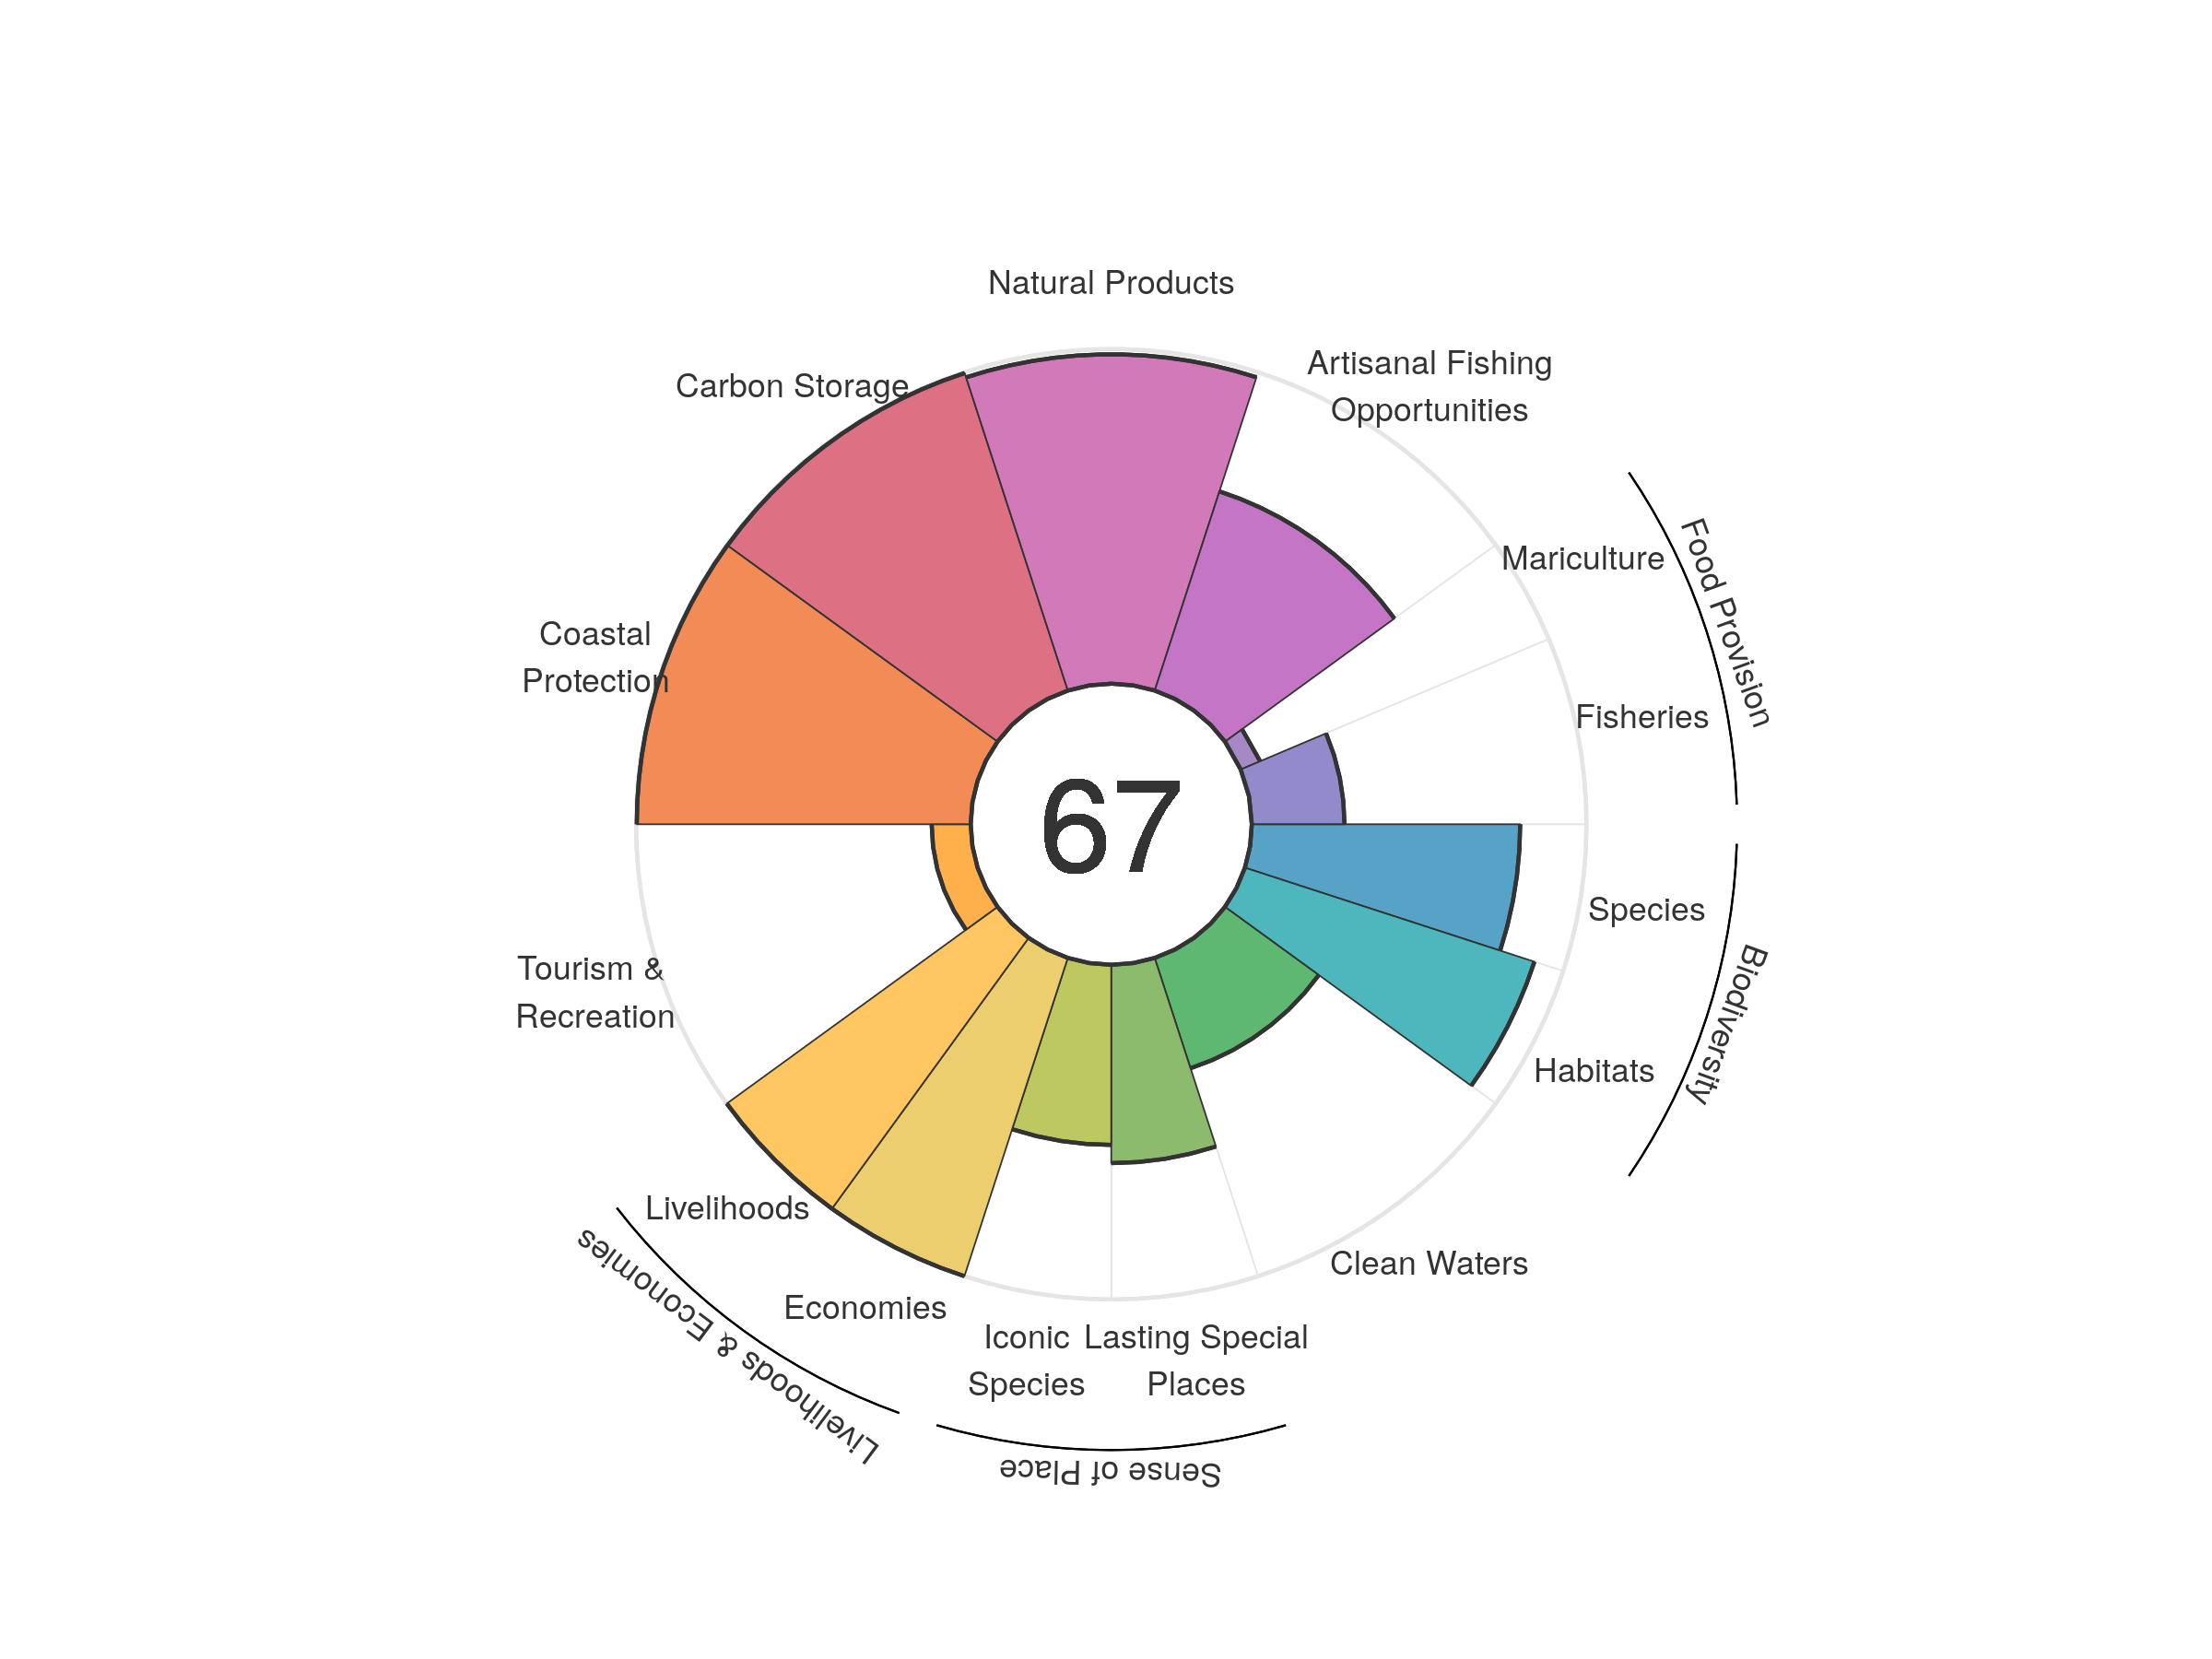 Natural Products
Artisanal Fishing
Opportunities
Carbon Storage
Mariculture
Food Provision
Coastal
Protection
Fisheries
67
Species
Biodiversity
Tourism &
Recreation
Habitats
Livelihoods
Clean Waters
Livelihoods & Economies
Economies
Iconic
Species
Lasting Special
Places
Sense of Place